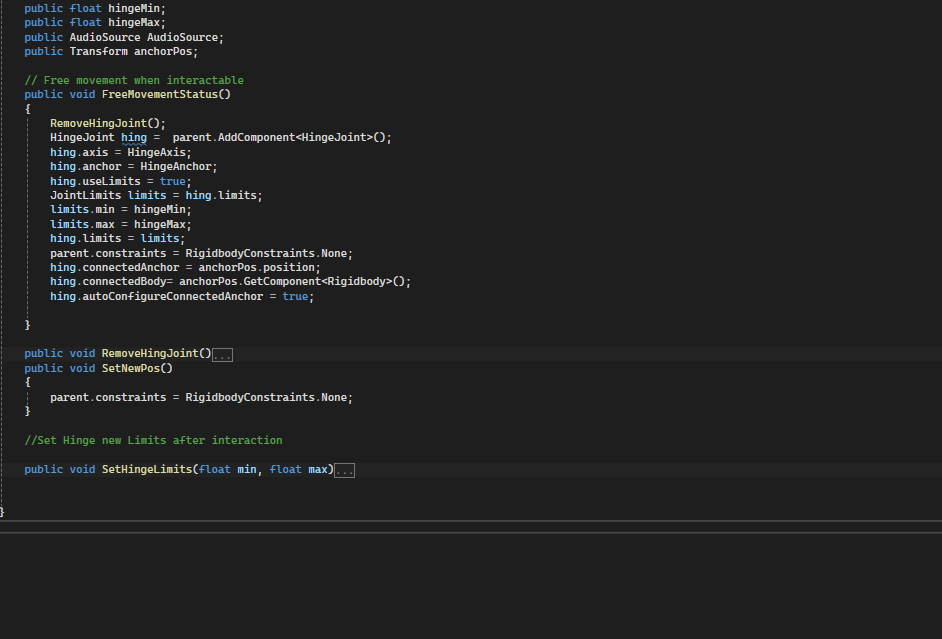 public float hingeMin;
public float hingeMax;
public AudioSource AudioSource;
public Transform anchorPos;
// Free movement when interactable
public void FreeMovementStatus()
{
RemoveHingJoint();
HingeJoint hing =  parent.AddComponent<HingeJoint>();
hing.axis = HingeAxis;
hing.anchor = HingeAnchor;
hing.useLimits = true;
JointLimits limits = hing.limits;
limits.min = hingeMin;
limits.max = hingeMax;
hing.limits = limits;
parent.constraints = RigidbodyConstraints.None;
hing.connectedAnchor = anchorPos.position;
hing.connectedBody= anchorPos.GetComponent<Rigidbody>();
hing.autoConfigureConnectedAnchor = true;
}
public void RemoveHingJoint()...
public void SetNewPos()
{
parent.constraints = RigidbodyConstraints.None;
}
//Set Hinge new Limits after interaction
public void SetHingeLimits(float min, float max)...
}